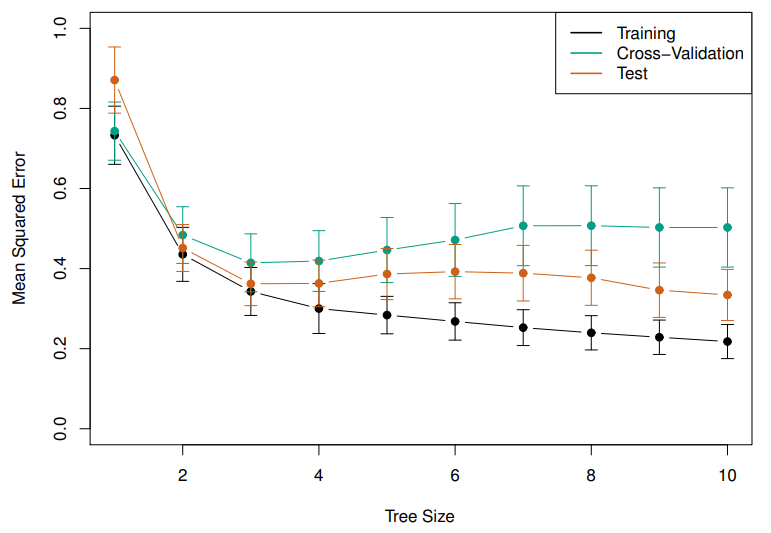 Training
Cross−Validation
Test
1.0
0.8
0.6
0.4
0.2
0.0
Mean Squared Error
2 4 6 8 10
Tree Size